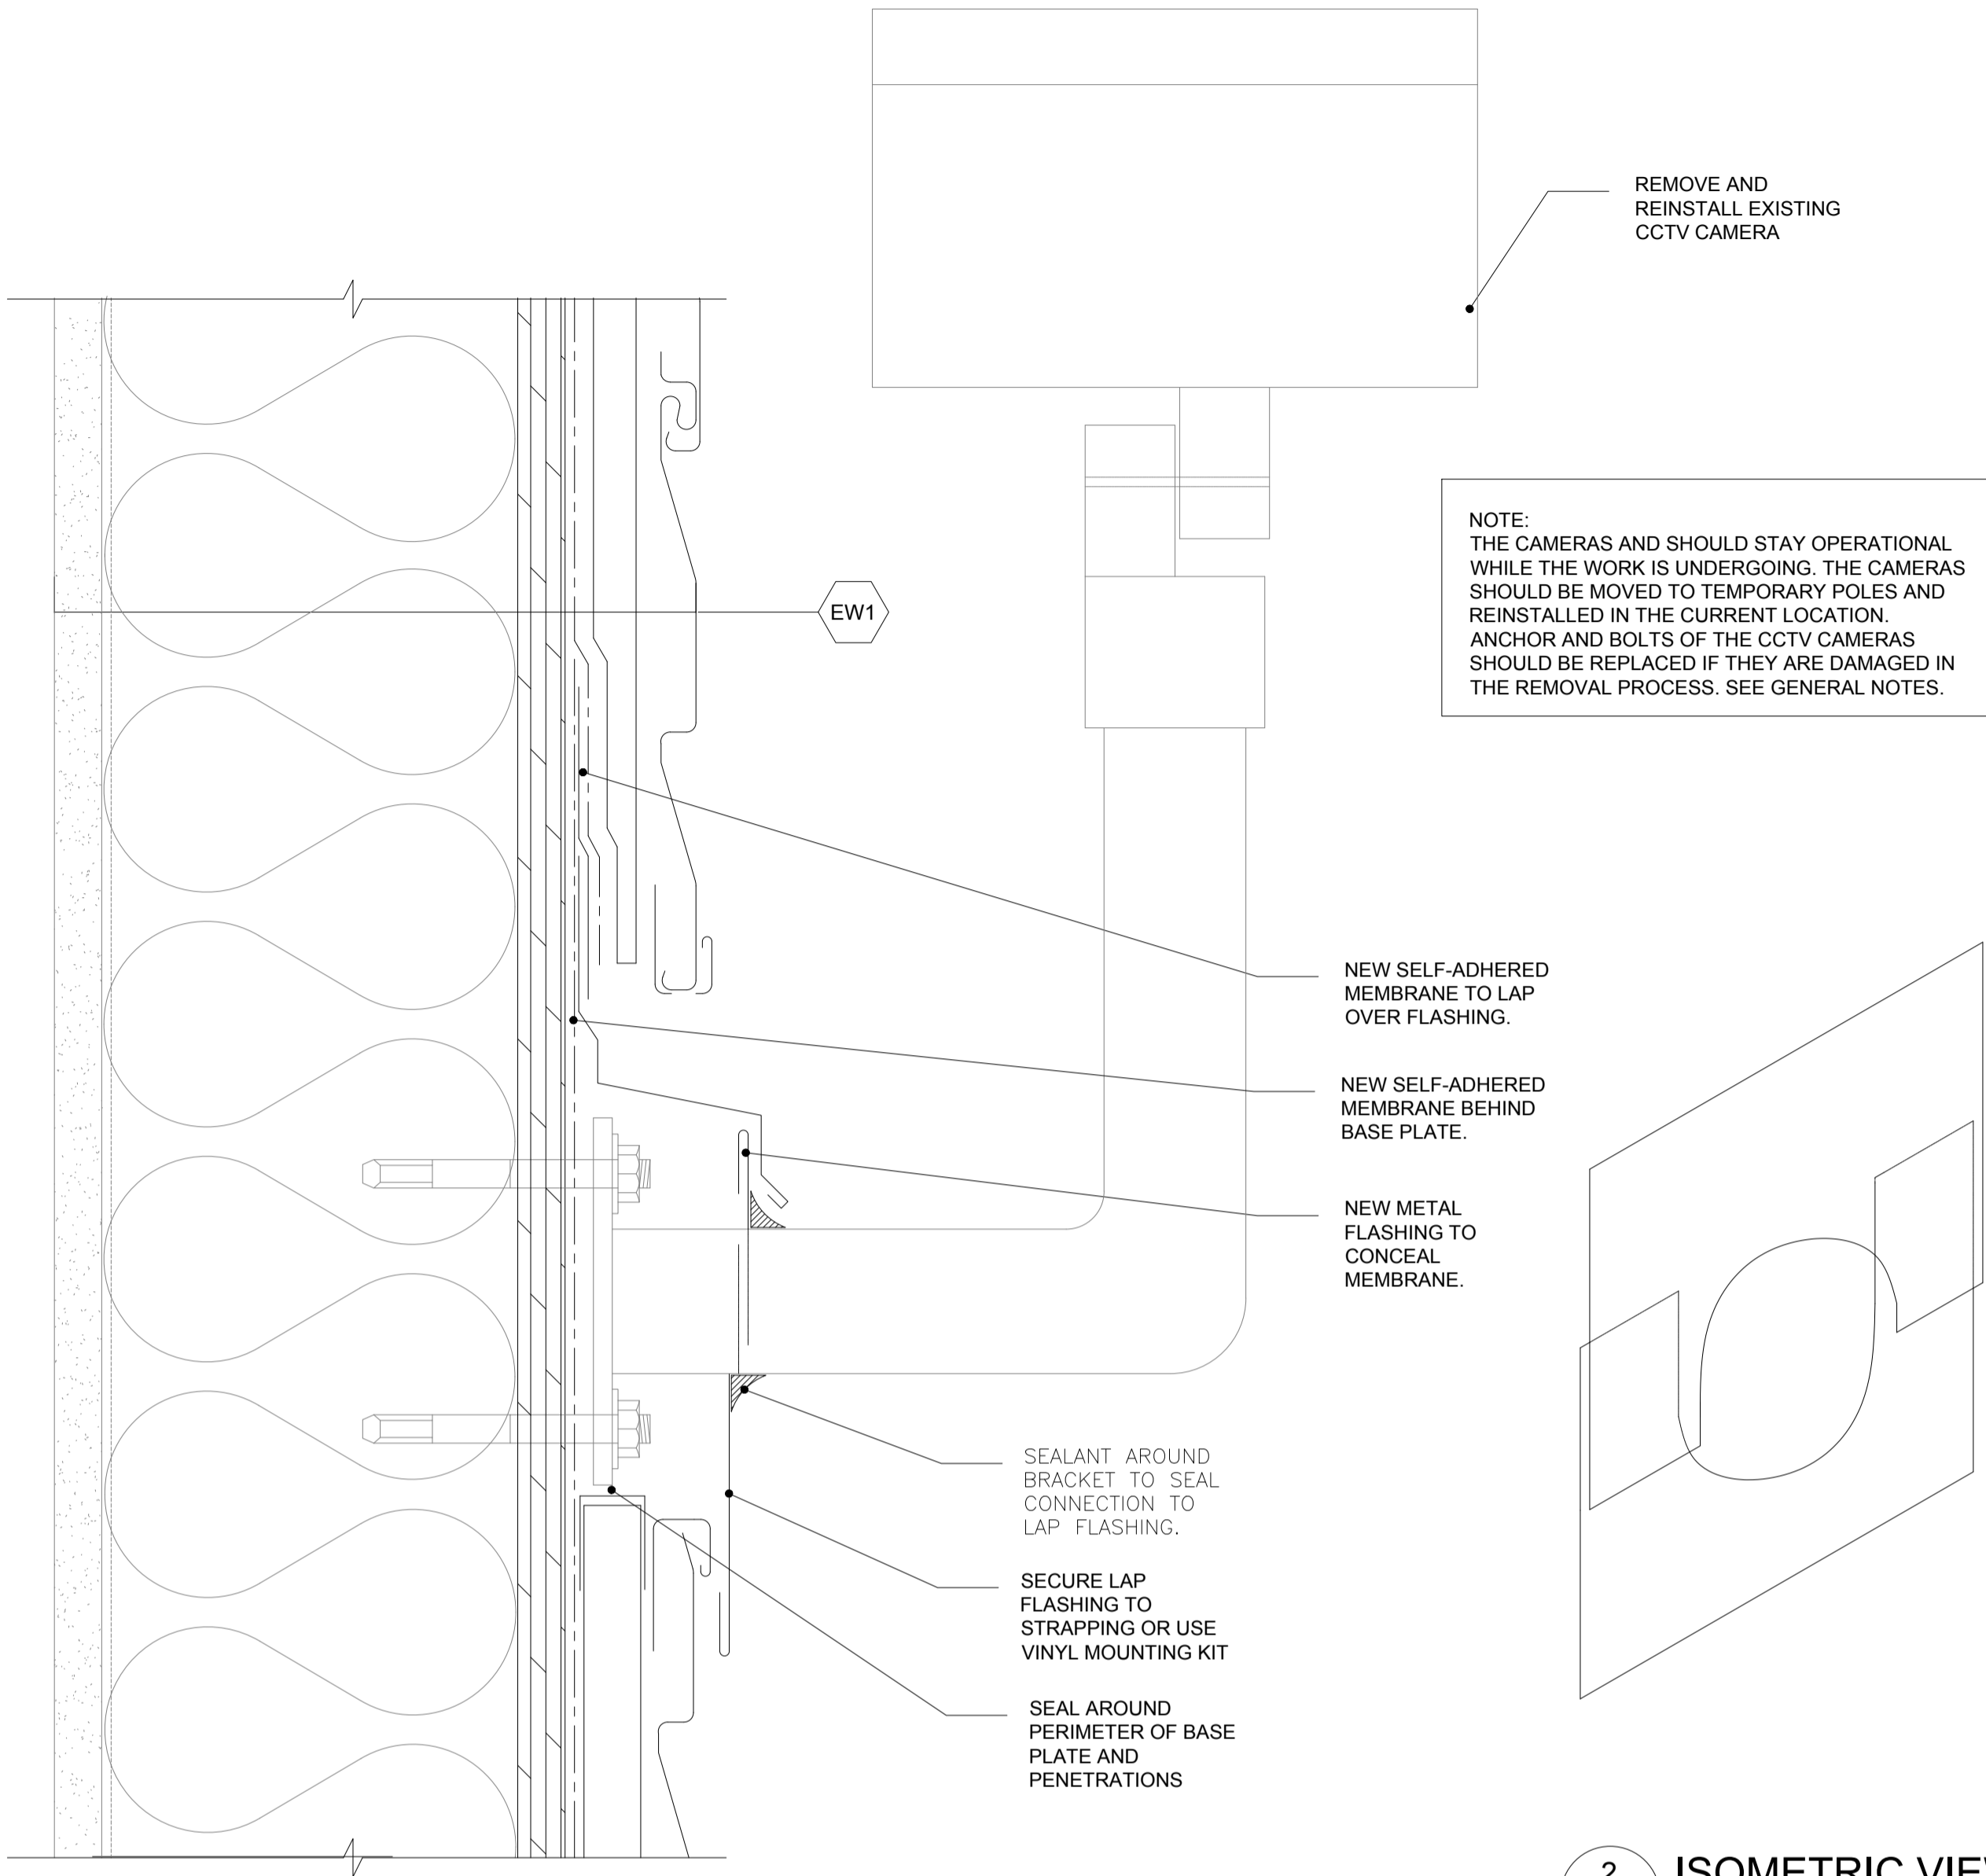 REMOVE AND
REINSTALL EXISTING
CCTV CAMERA
NOTE:
THE CAMERAS AND SHOULD STAY OPERATIONAL
WHILE THE WORK IS UNDERGOING. THE CAMERAS
SHOULD BE MOVED TO TEMPORARY POLES AND
REINSTALLED IN THE CURRENT LOCATION.
ANCHOR AND BOLTS OF THE CCTV CAMERAS
SHOULD BE REPLACED IF THEY ARE DAMAGED IN
THE REMOVAL PROCESS. SEE GENERAL NOTES.
EW1
NEW SELF-ADHERED
MEMBRANE TO LAP
OVER FLASHING.
NEW SELF-ADHERED
MEMBRANE BEHIND
BASE PLATE.
NEW METAL
FLASHING TO
CONCEAL
MEMBRANE.
SEALANT AROUND
BRACKET TO SEAL
CONNECTION TO
LAP FLASHING.
SECURE LAP
FLASHING TO
STRAPPING OR USE
VINYL MOUNTING KIT
SEAL AROUND
PERIMETER OF BASE
PLATE AND
PENETRATIONS
2
ISOMETRIC